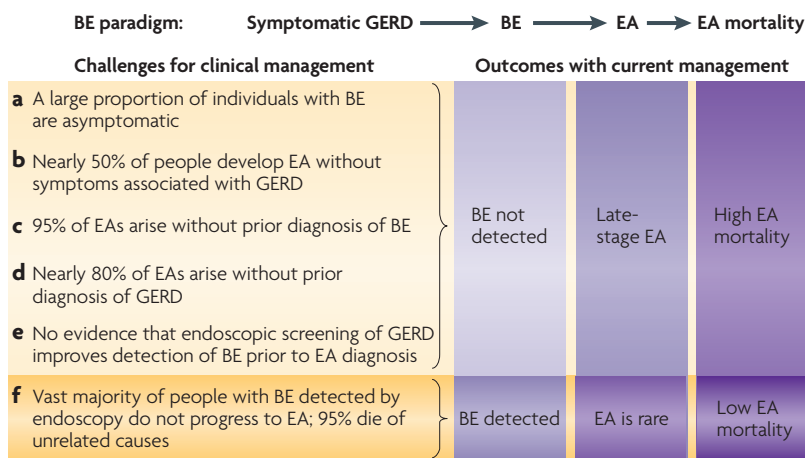 BE paradigm: Symptomatic GERD BE EA EA mortality
Challenges for clinical management
Outcomes with current management
a A large proportion of individuals with BE
are asymptomatic
b Nearly 50% of people develop EA without
symptoms associated with GERD
c 95% of EAs arise without prior diagnosis of BE
d Nearly 80% of EAs arise without prior
diagnosis of GERD
e No evidence that endoscopic screening of GERD
improves detection of BE prior to EA diagnosis
BE not
detected
Late-
stage EA
High EA
mortality
f Vast majority of people with BE detected by
endoscopy do not progress to EA; 95% die of
unrelated causes
BE detected
EA is rare
Low EA
mortality